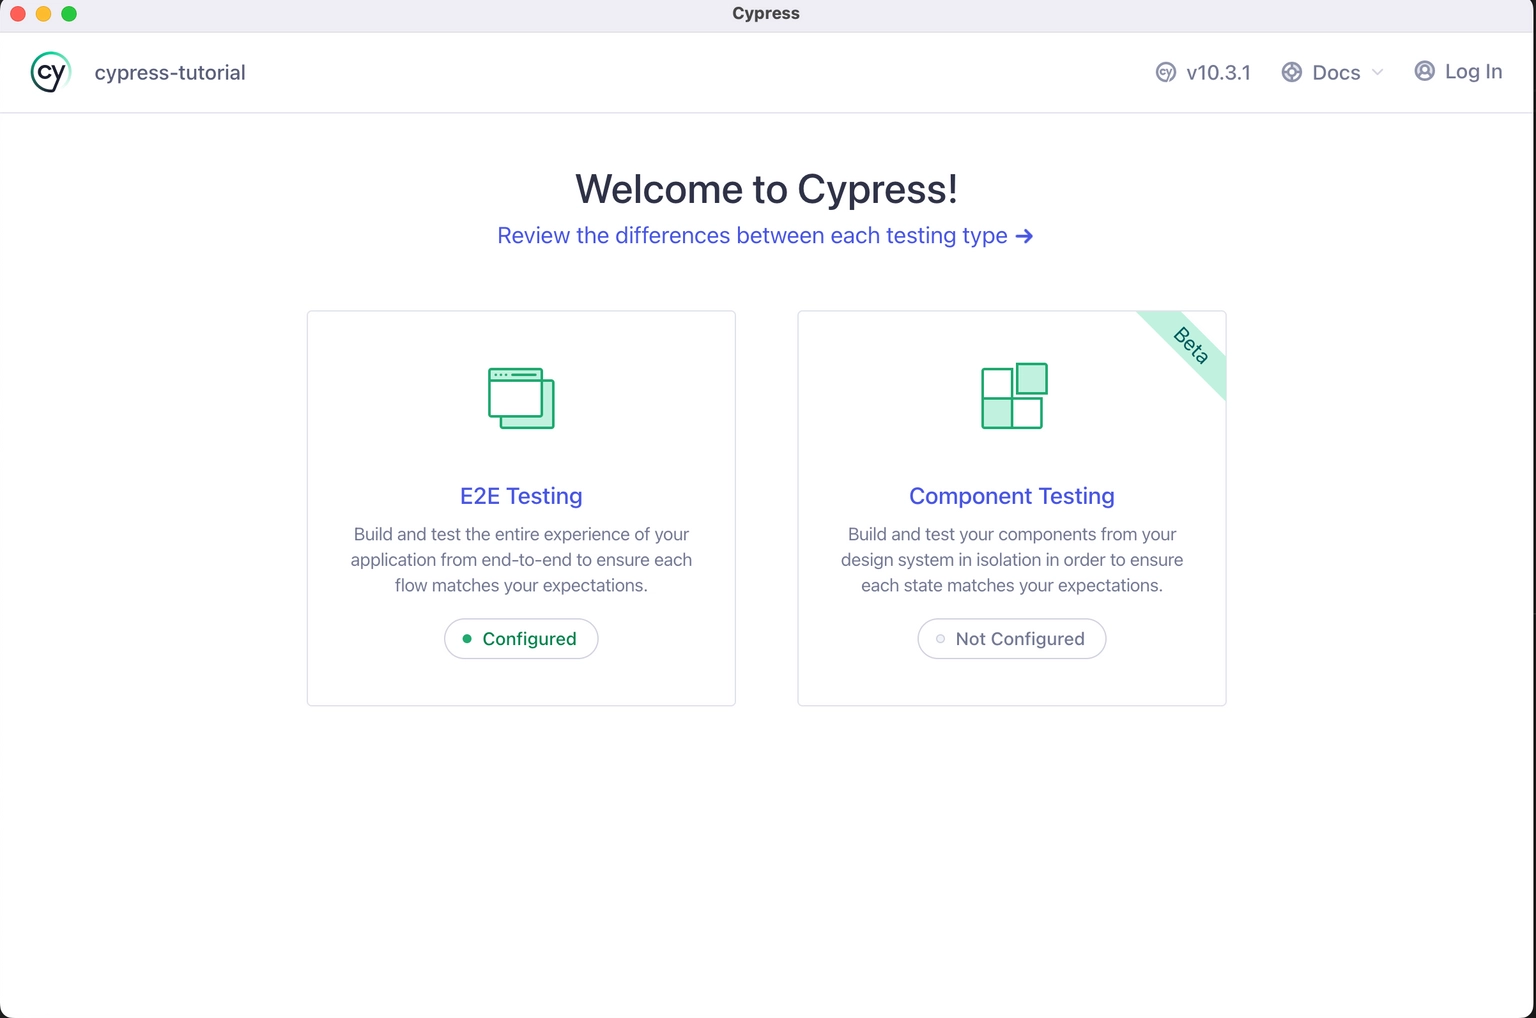 Cypress
cy cypress-tutorial
cy v10.3.1 Docs Log In
Welcome to Cypress!
Review the differences between each testing type →
Beta
E2E Testing
Build and test the entire experience of your
application from end-to-end to ensure each
flow matches your expectations.
Configured
Component Testing
Build and test your components from your
design system in isolation in order to ensure
each state matches your expectations.
Not Configured